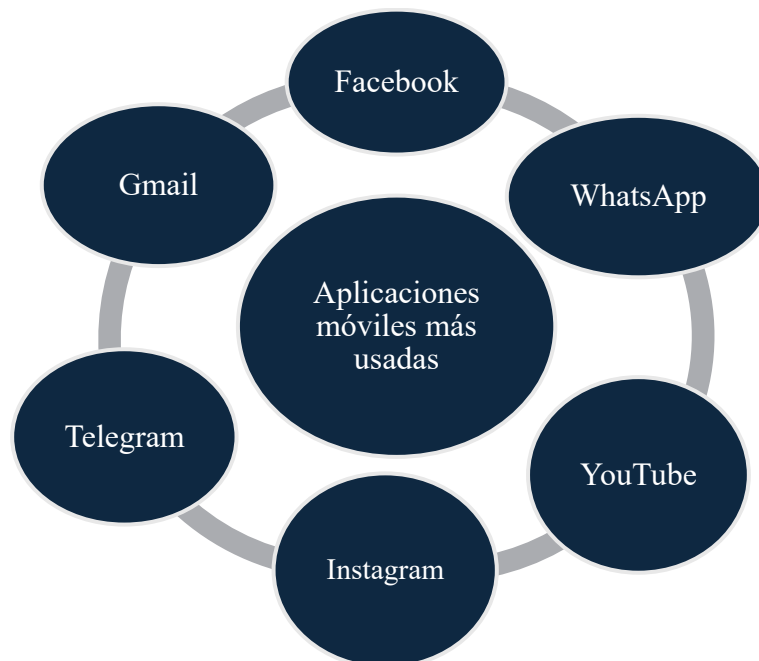 Facebook
WhatsApp
Gmail
Aplicaciones
móviles más
usadas
Telegram
YouTube
Instagram